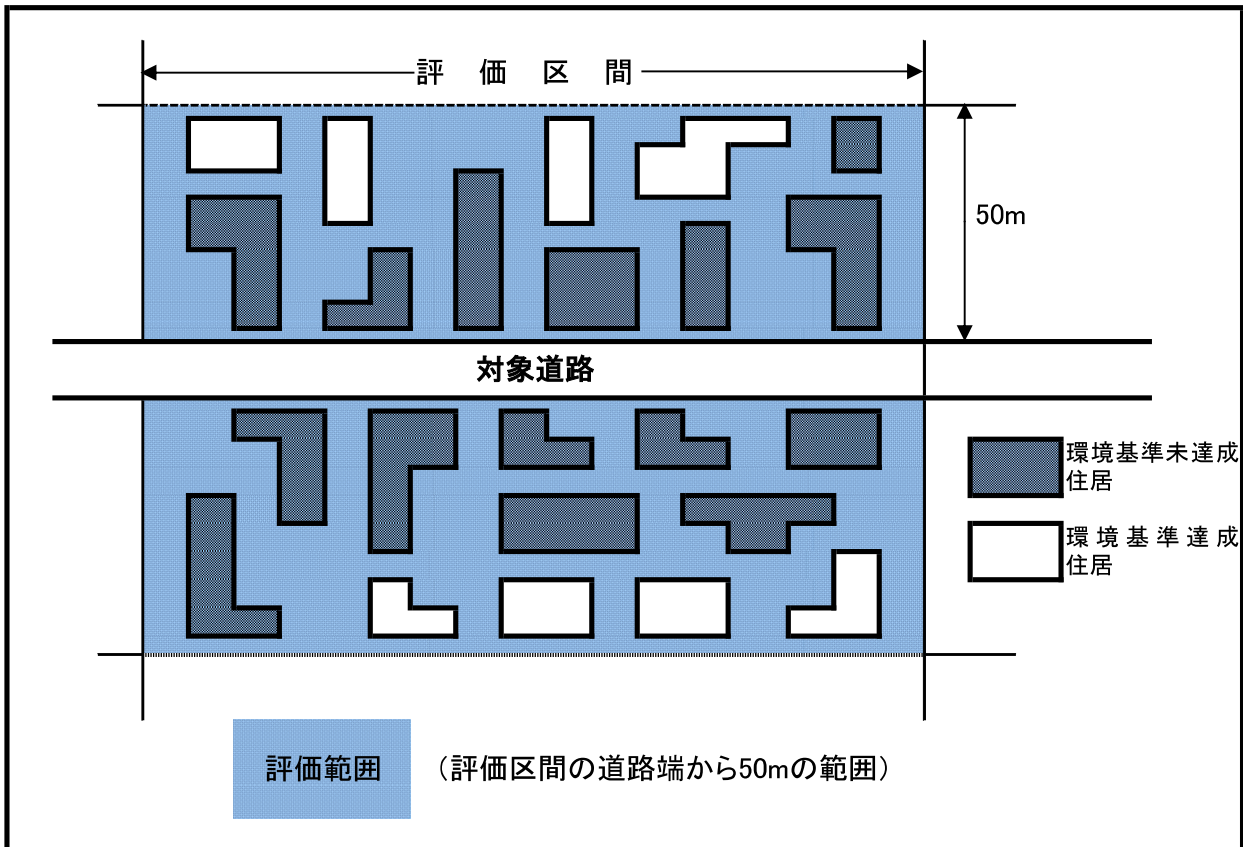 評価区間
50m
対象道路
環境基準未達成
住居
環境基準達成
住居
評価範囲 （評価区間の道路端から50mの範囲）